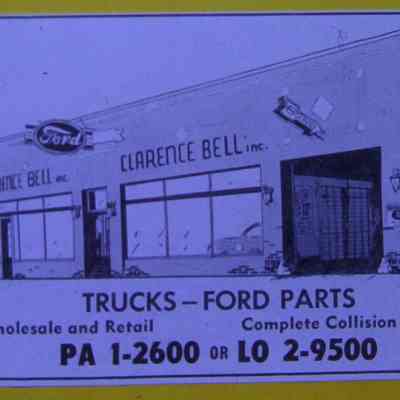 Ford
CLARENCE BELL inc.
ENCE BELL inc.
TRUCKS – FORD PARTS
holesale and Retail Complete Collision
PA 1-2600 OR LO 2-9500